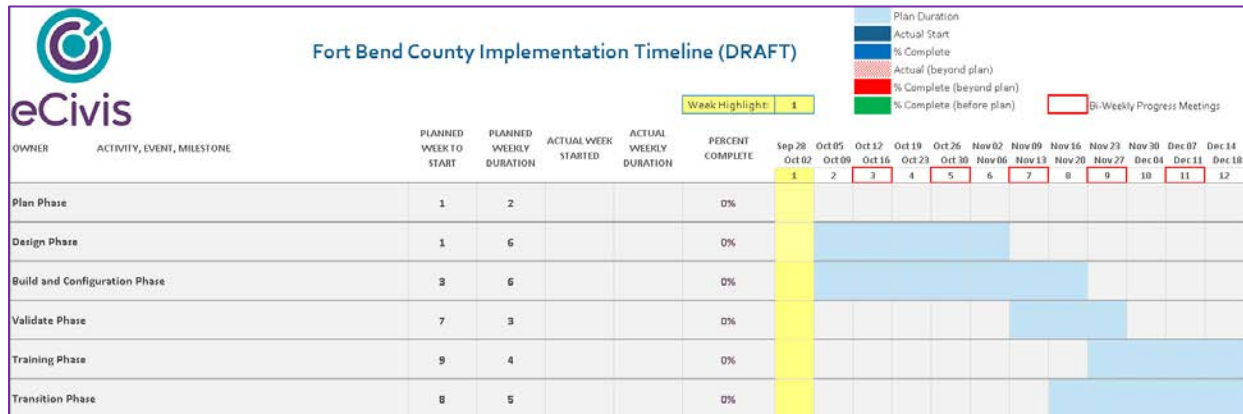 eCivis
Fort Bend County Implementation Timeline (DRAFT)
Plan Duration
Actual Start
% Complete
Actual (beyond plan)
% Complete (beyond plan)
% Complete (before plan)
Bi-Weekly Progress Meetings
Week Highlight: 1
OWNER ACTIVITY, EVENT, MILESTONE PLANNED WEEK TO START PLANNED WEEKLY DURATION ACTUAL WEEK STARTED ACTUAL WEEKLY DURATION PERCENT COMPLETE
Sep 28 Oct 05 Oct 12 Oct 19 Oct 26 Nov 02 Nov 09 Nov 16 Nov 23 Nov 30 Dec 07 Dec 14
Oct 02 Oct 09 Oct 16 Oct 23 Oct 30 Nov 06 Nov 13 Nov 20 Nov 27 Dec 04 Dec 11 Dec 18
1 2 3 4 5 6 7 8 9 10 11 12
Plan Phase 1 2 0%
Design Phase 1 6 0%
Build and Configuration Phase 3 6 0%
Validate Phase 7 3 0%
Training Phase 9 4 0%
Transition Phase 8 5 0%